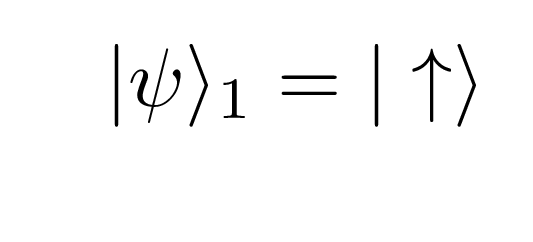 |ψ⟩₁ = | ↑⟩